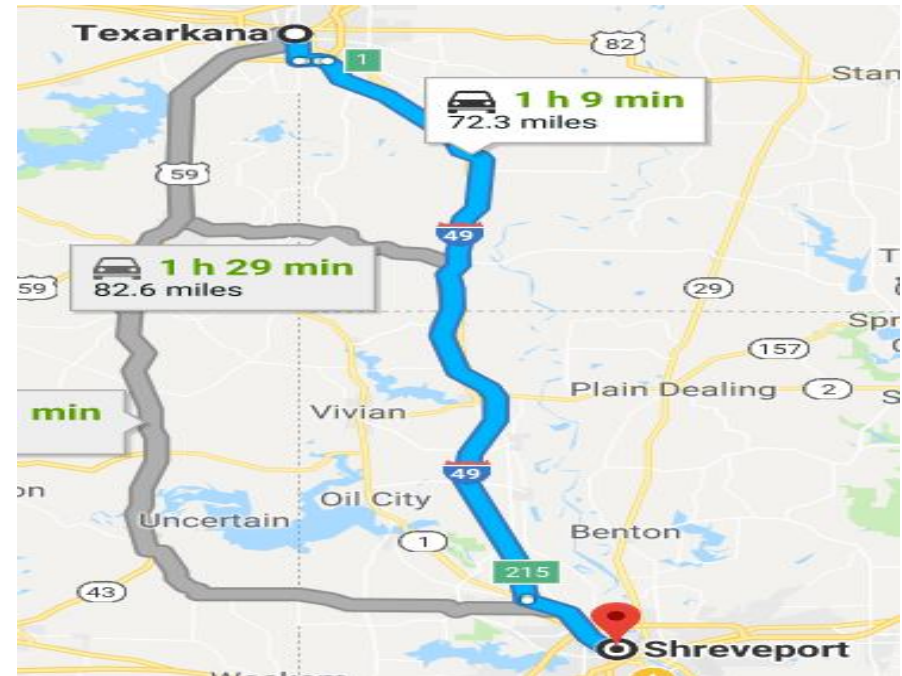 Texarkana
82
1
Stan
1 h 9 min
72.3 miles
59
49
1 h 29 min
82.6 miles
59
29
T
Spr
157
Plain Dealing
2
S
min
Vivian
49
on
Oil City
Uncertain
1
Benton
215
43
Shreveport